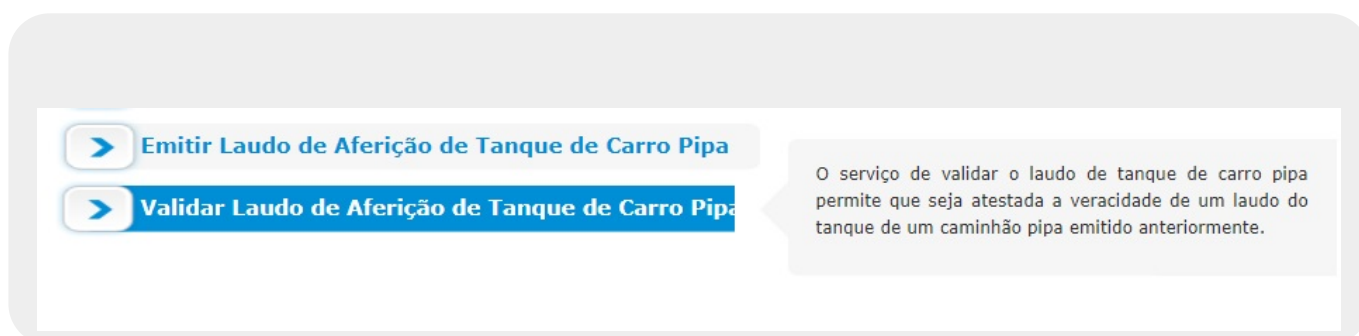 Emitir Laudo de Aferição de Tanque de Carro Pipa
Validar Laudo de Aferição de Tanque de Carro Pipa
O serviço de validar o laudo de tanque de carro pipa
permite que seja atestada a veracidade de um laudo do
tanque de um caminhão pipa emitido anteriormente.